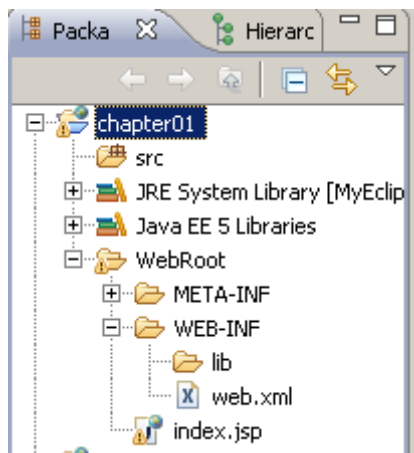 Packa Hierarc
chapter01
src
JRE System Library [MyEclip
Java EE 5 Libraries
WebRoot
META-INF
WEB-INF
lib
web.xml
index.jsp